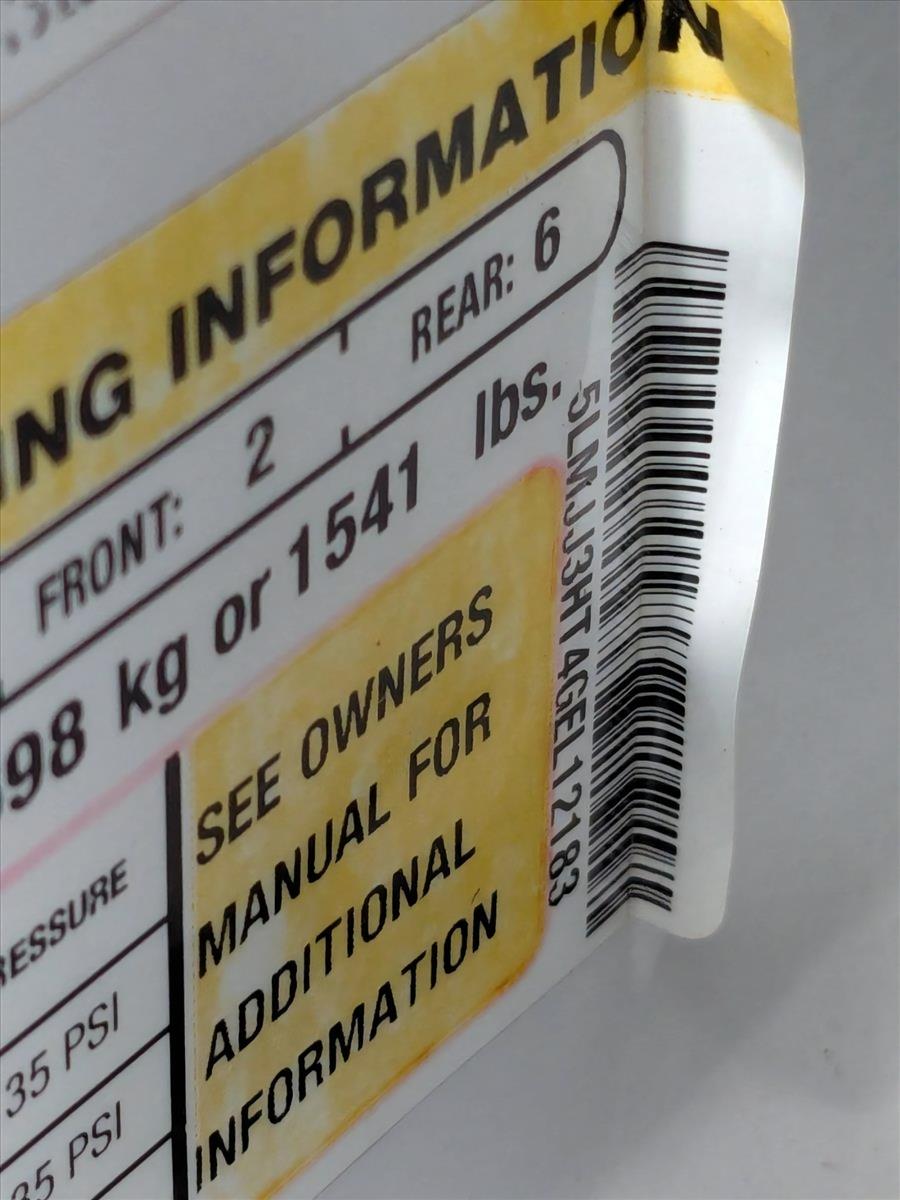 ING INFORMATION
FRONT: 2 REAR: 6
98 kg or 1541 lbs.
RESSURE
35 PSI
35 PSI
SEE OWNERS
MANUAL FOR
ADDITIONAL
INFORMATION
5LMJJ3HT4GEL12183